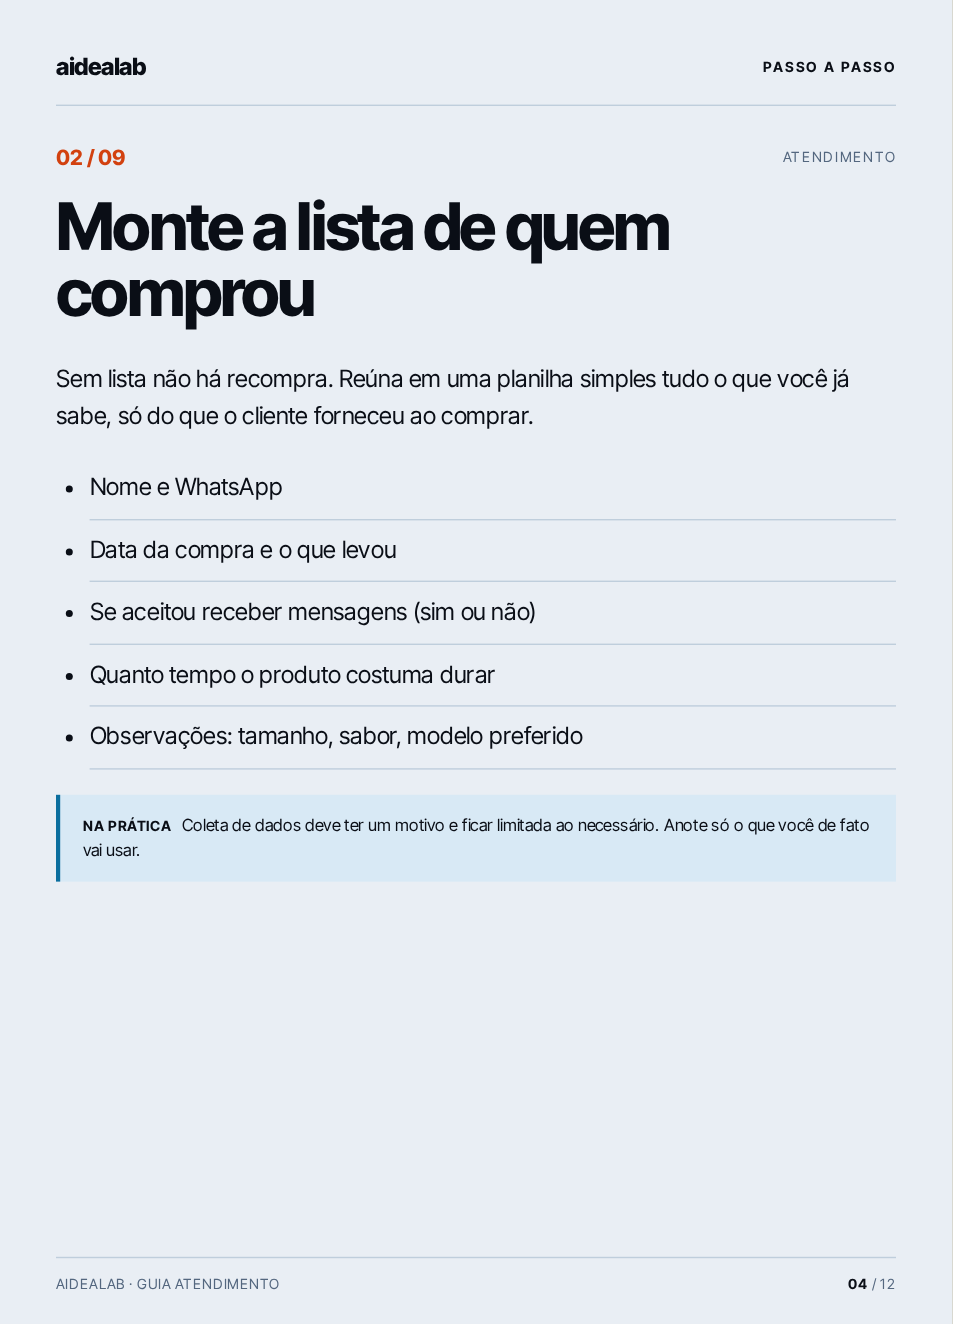 aidealab
PASSO A PASSO
02 / 09
ATENDIMENTO
Monte a lista de quem
comprou
Sem lista não há recompra. Reúna em uma planilha simples tudo o que você já
sabe, só do que o cliente forneceu ao comprar.
• Nome e WhatsApp
• Data da compra e o que levou
• Se aceitou receber mensagens (sim ou não)
• Quanto tempo o produto costuma durar
• Observações: tamanho, sabor, modelo preferido
NA PRÁTICA Coleta de dados deve ter um motivo e ficar limitada ao necessário. Anote só o que você de fato
vai usar.
AIDEALAB · GUIA ATENDIMENTO
04 / 12